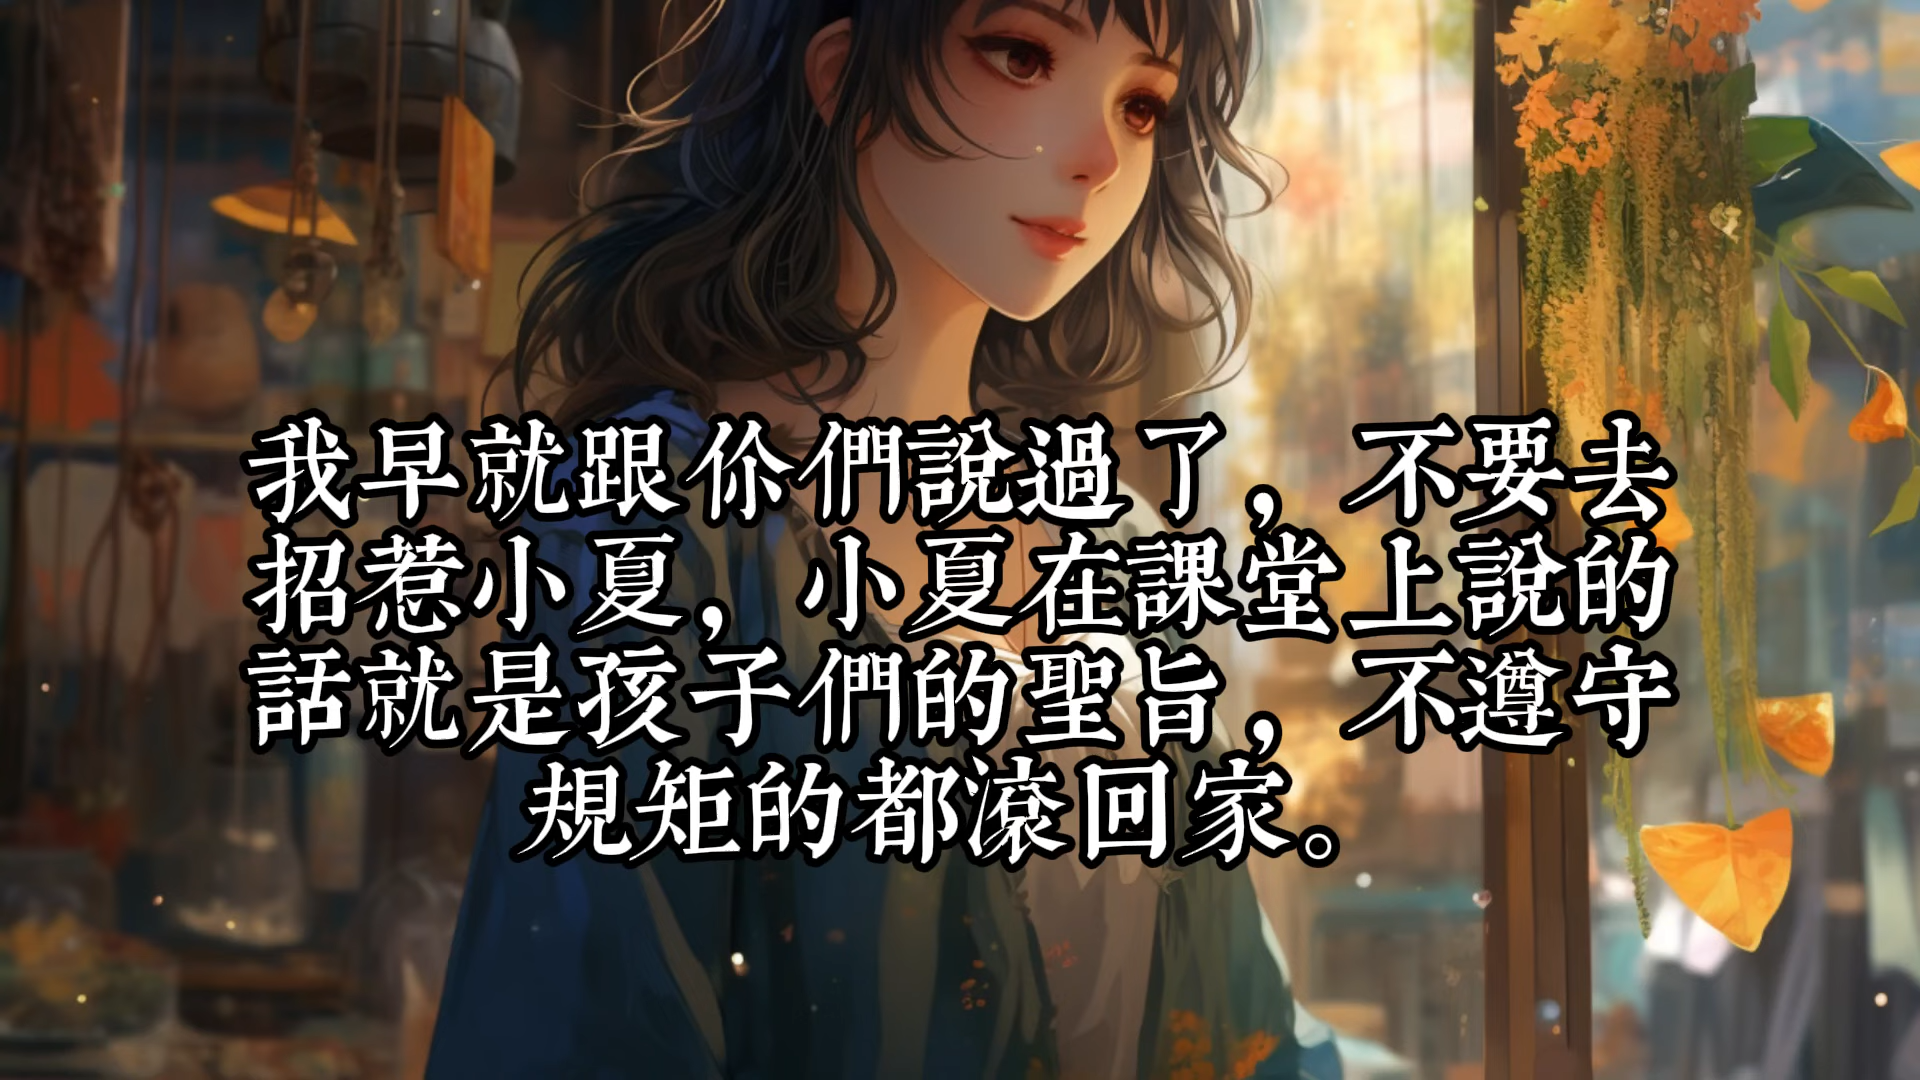 我早就跟你們說過了，不要去
招惹小夏，小夏在課堂上說的
話就是孩子們的聖旨，不遵守
規矩的都滾回家。